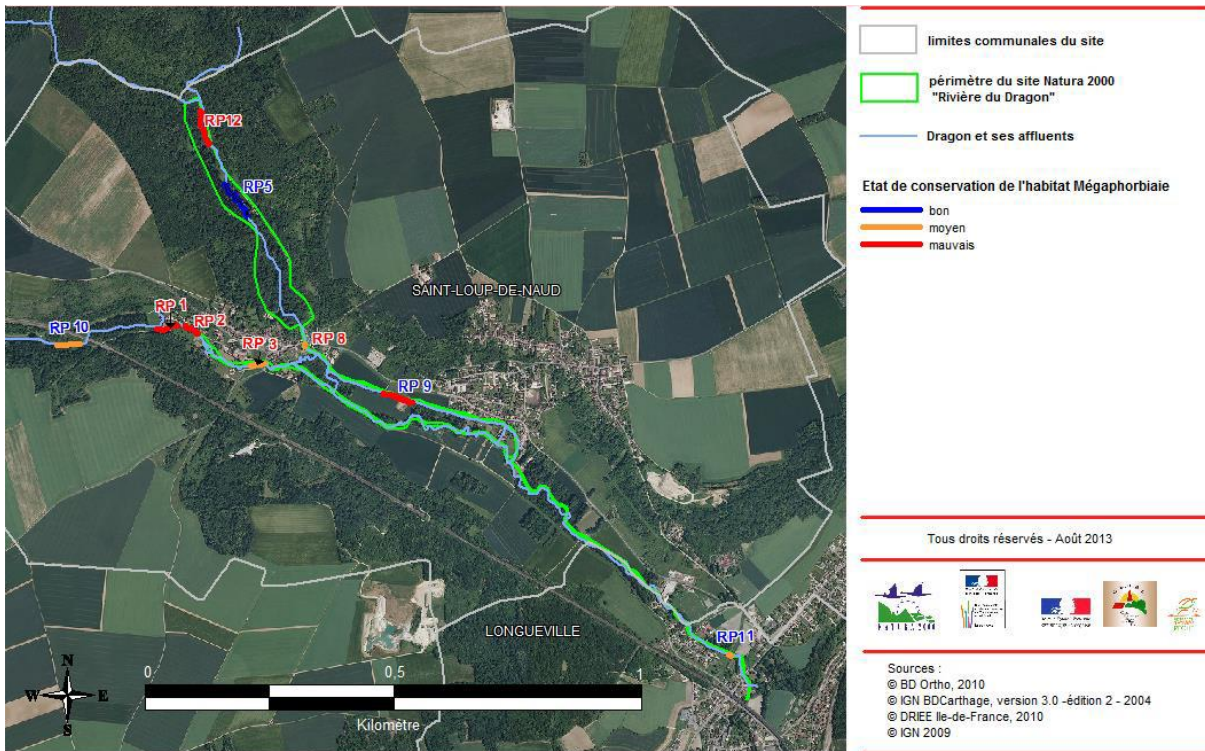 RP12
RP5
SAINT-LOUP-DE-NAUD
RP 1
RP 2
RP 10
RP 3
RP 8
RP 9
RP11
LONGUEVILLE
N
W E
S
0 0,5 1
Kilomètre
limites communales du site
périmètre du site Natura 2000
"Rivière du Dragon"
Dragon et ses affluents
Etat de conservation de l'habitat Mégaphorbiaie
bon
moyen
mauvais
Tous droits réservés - Août 2013
NATURA 2000
Sources :
© BD Ortho, 2010
© IGN BDCarthage, version 3.0 -édition 2 - 2004
© DRIEE Ile-de-France, 2010
© IGN 2009